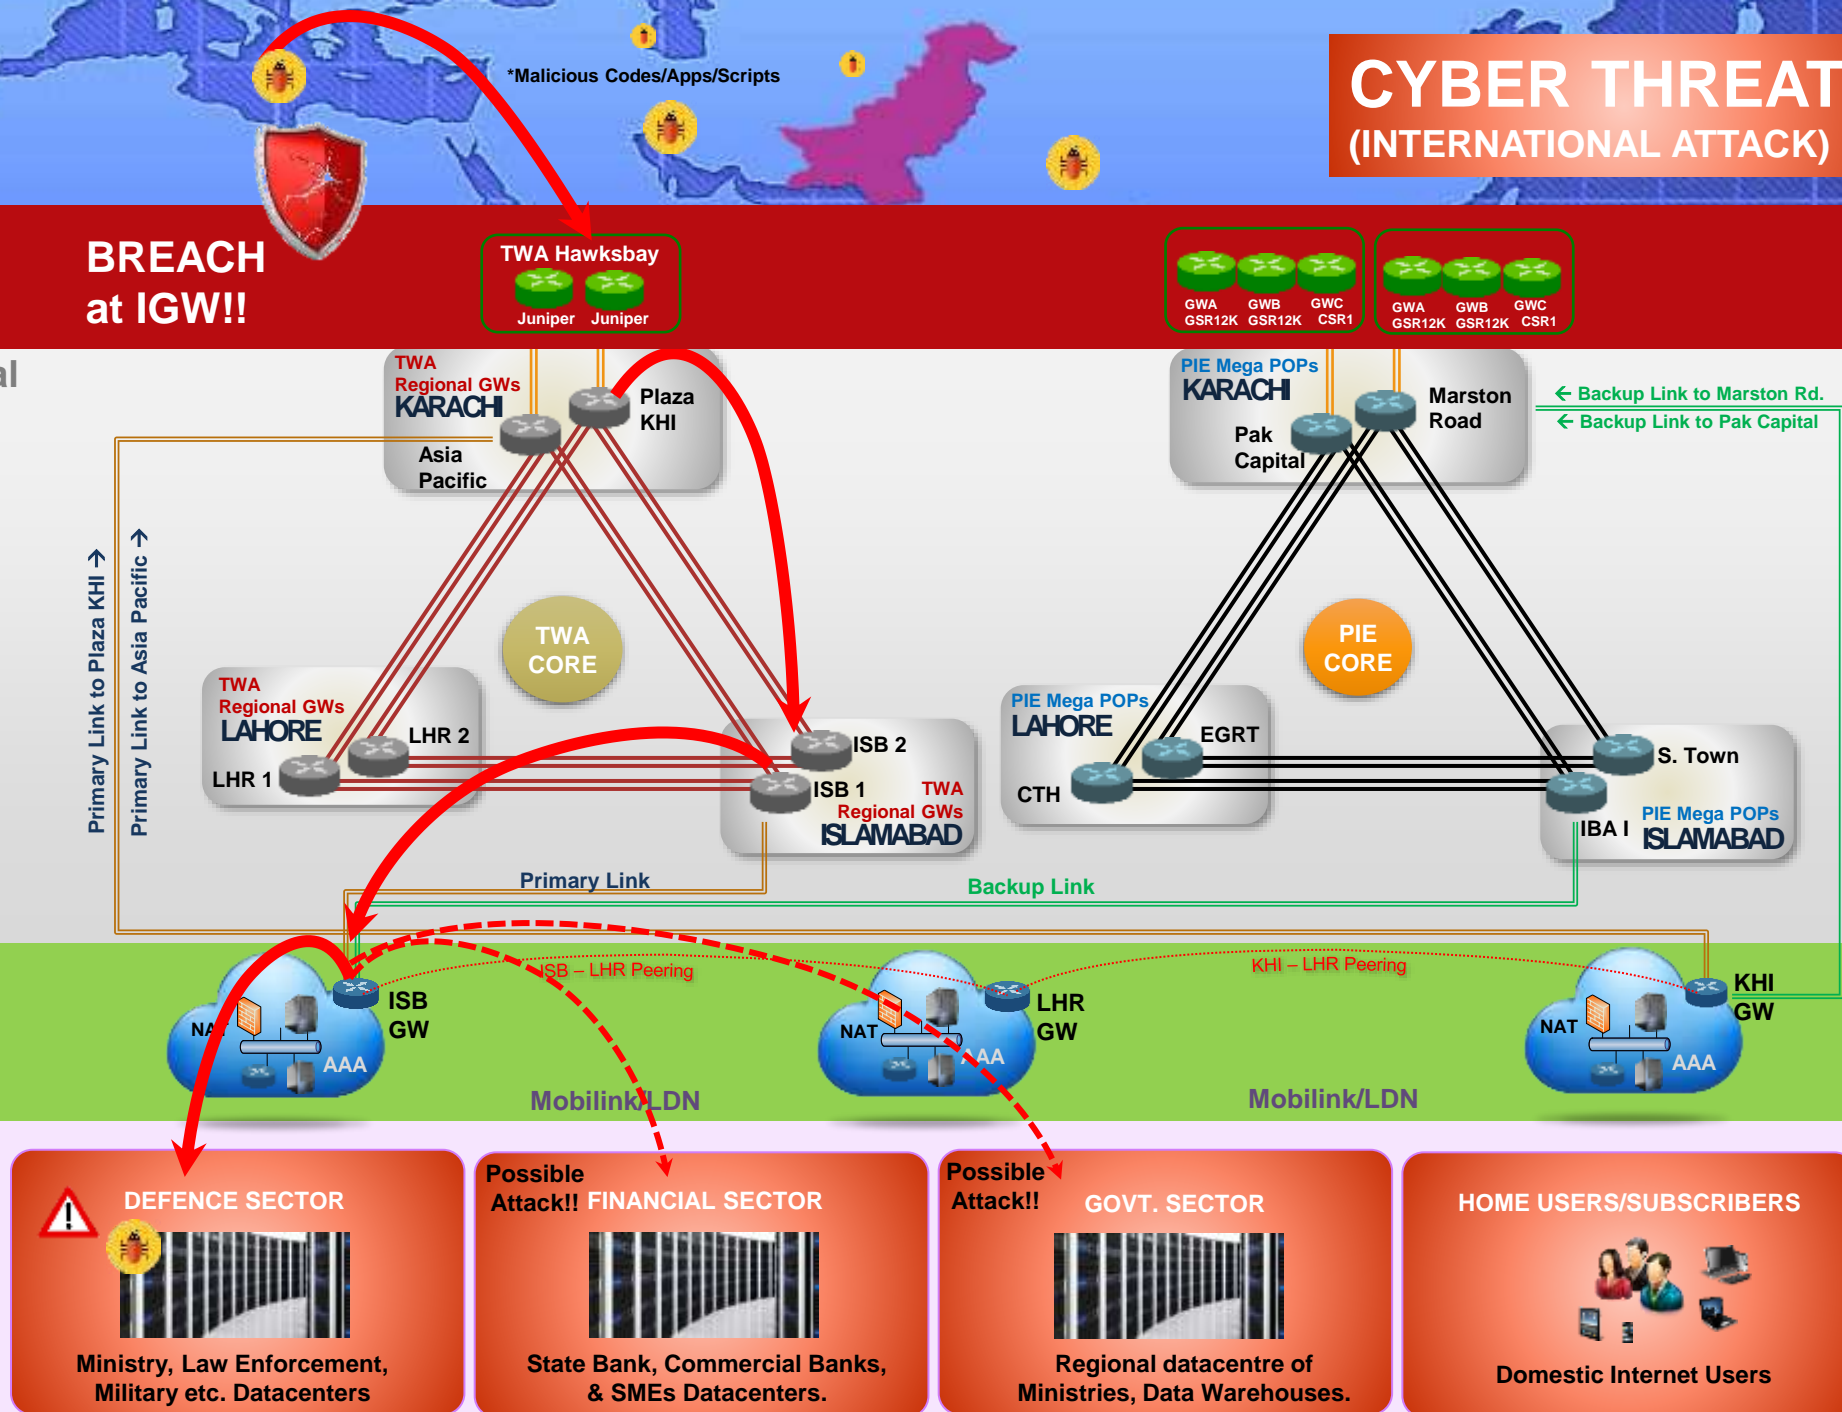 *Malicious Codes/Apps/Scripts
CYBER THREAT
(INTERNATIONAL ATTACK)
BREACH
at IGW!!
TWA Hawksbay
Juniper Juniper
GWA GWB GWC
GSR12K GSR12K CSR1
GWA GWB GWC
GSR12K GSR12K CSR1
al
TWA
Regional GWs
KARACHI
Plaza
KHI
Asia
Pacific
PIE Mega POPs
KARACHI
Marston
Road
Pak
Capital
← Backup Link to Marston Rd.
← Backup Link to Pak Capital
Primary Link to Plaza KHI →
Primary Link to Asia Pacific →
TWA
CORE
PIE
CORE
TWA
Regional GWs
LAHORE
LHR 2
LHR 1
ISB 2
ISB 1
TWA
Regional GWs
ISLAMABAD
PIE Mega POPs
LAHORE
EGRT
CTH
S. Town
IBA I
PIE Mega POPs
ISLAMABAD
Primary Link
Backup Link
ISB – LHR Peering
KHI – LHR Peering
NAT
AAA
ISB
GW
NAT
AAA
LHR
GW
NAT
AAA
KHI
GW
Mobilink/LDN
Mobilink/LDN
DEFENCE SECTOR
Ministry, Law Enforcement,
Military etc. Datacenters
Possible
Attack!!
FINANCIAL SECTOR
State Bank, Commercial Banks,
& SMEs Datacenters.
Possible
Attack!!
GOVT. SECTOR
Regional datacentre of
Ministries, Data Warehouses.
HOME USERS/SUBSCRIBERS
Domestic Internet Users